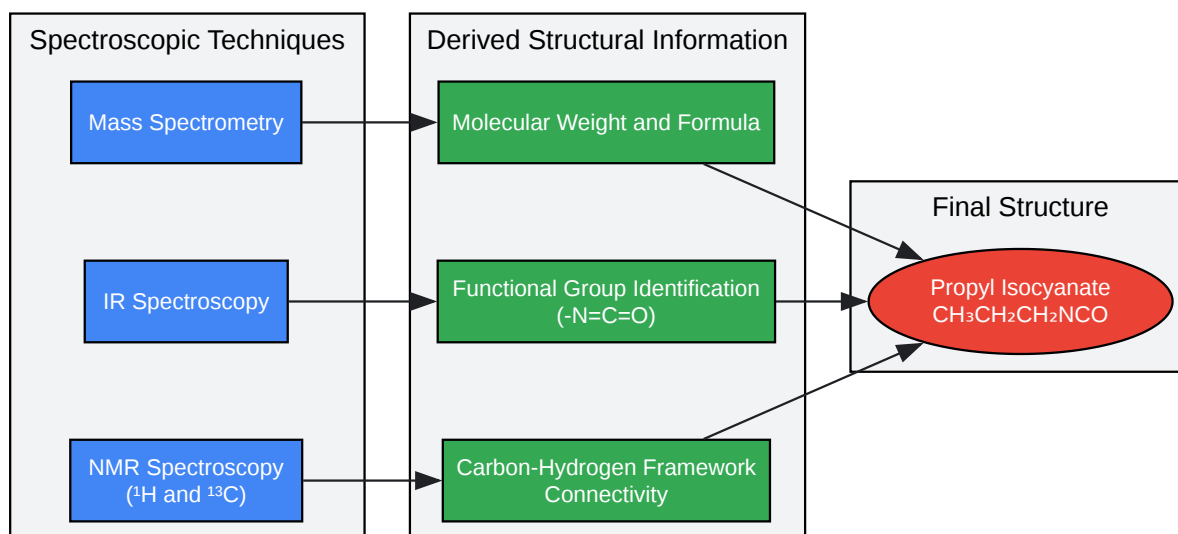 Spectroscopic Techniques
Derived Structural Information
Mass Spectrometry
Molecular Weight and Formula
Final Structure
IR Spectroscopy
Functional Group Identification
(-N=C=O)
Propyl Isocyanate
CH₃CH₂CH₂NCO
NMR Spectroscopy
(¹H and ¹³C)
Carbon-Hydrogen Framework
Connectivity